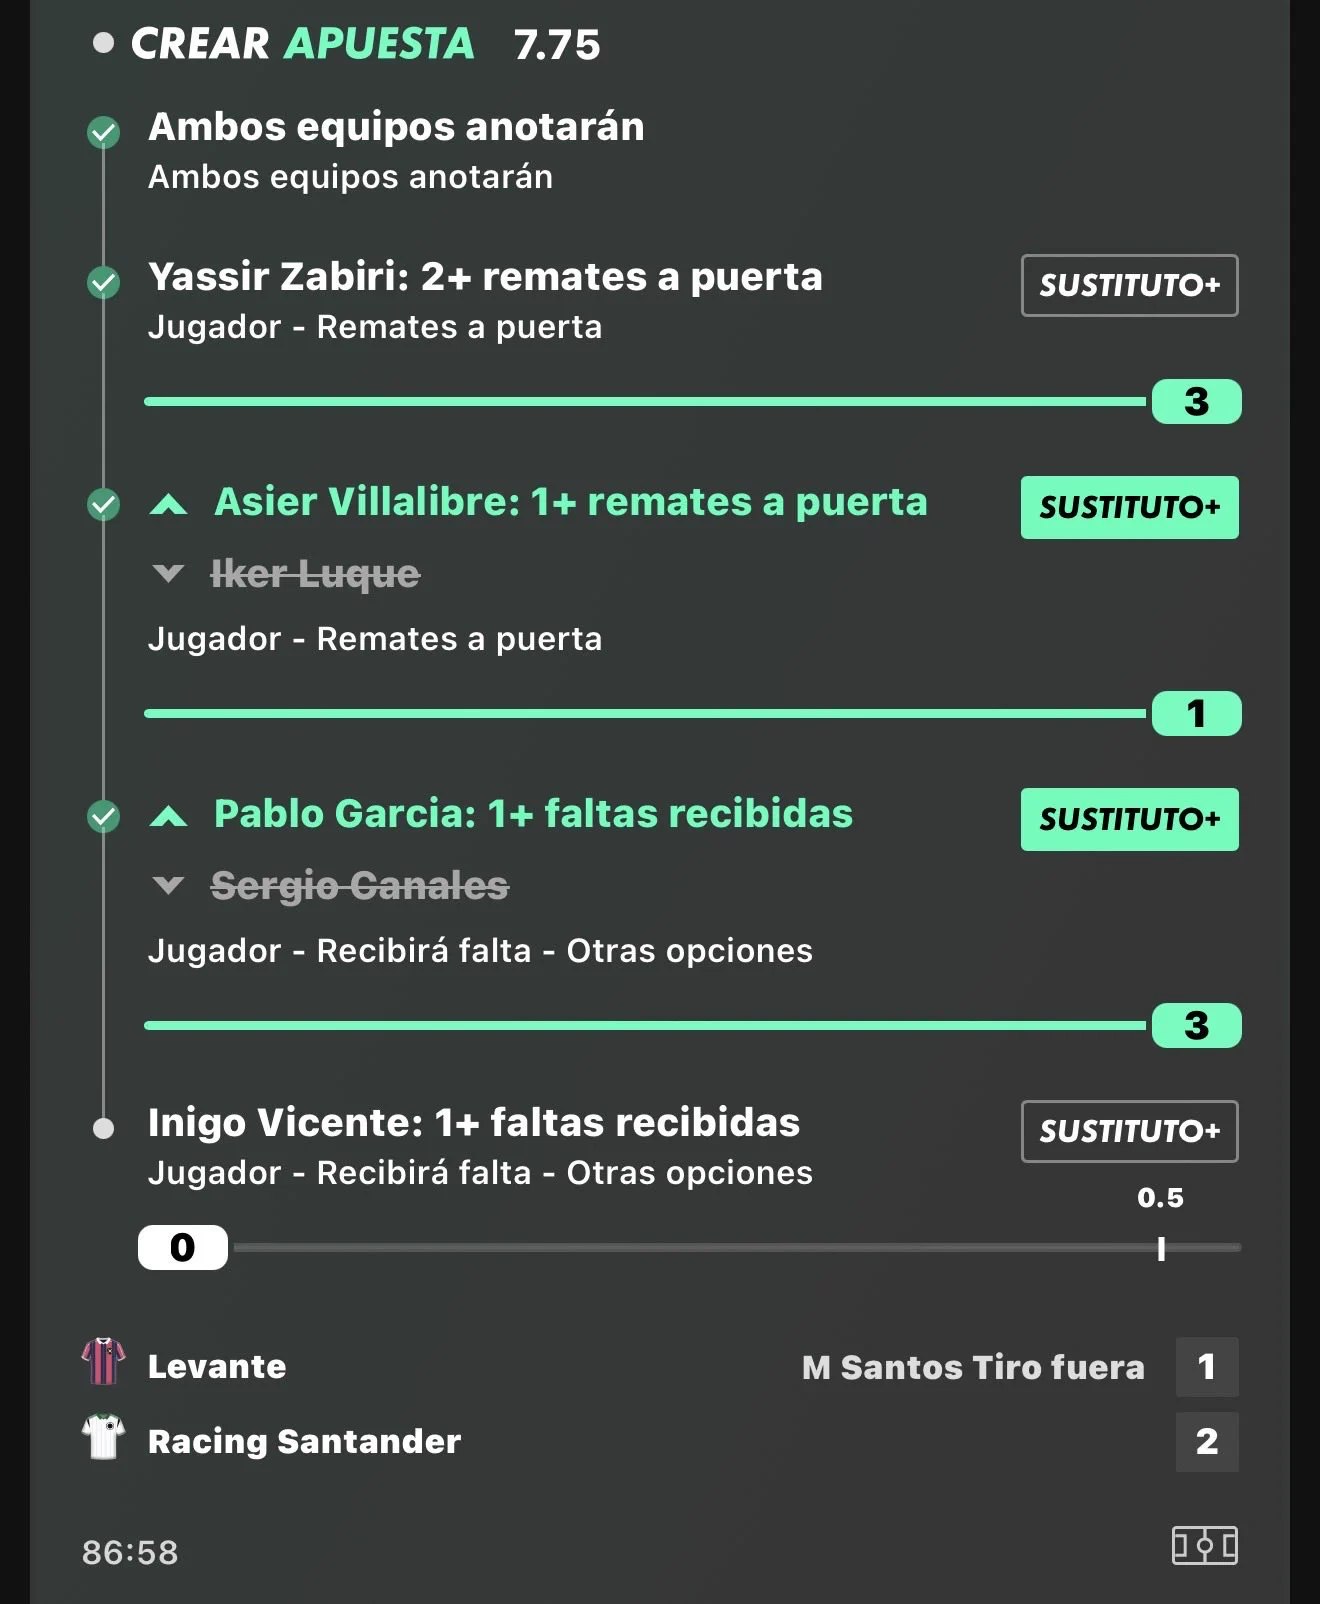 CREAR APUESTA 7.75
Ambos equipos anotarán
Ambos equipos anotarán
Yassir Zabiri: 2+ remates a puerta SUSTITUTO+
Jugador - Remates a puerta
3
Asier Villalibre: 1+ remates a puerta SUSTITUTO+
Iker Luque
Jugador - Remates a puerta
1
Pablo Garcia: 1+ faltas recibidas SUSTITUTO+
Sergio Canales
Jugador - Recibirá falta - Otras opciones
3
Inigo Vicente: 1+ faltas recibidas SUSTITUTO+
Jugador - Recibirá falta - Otras opciones
0.5
0
Levante M Santos Tiro fuera 1
Racing Santander 2
86:58